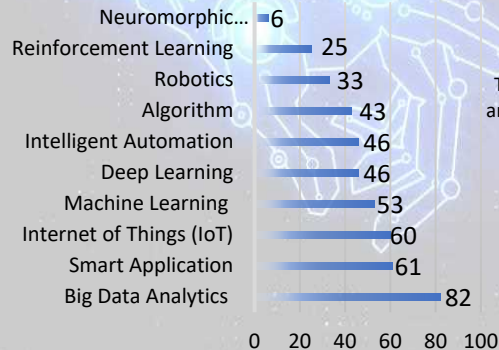 Neuromorphic... 6
Reinforcement Learning 25
Robotics 33
Algorithm 43
Intelligent Automation 46
Deep Learning 46
Machine Learning 53
Internet of Things (IoT) 60
Smart Application 61
Big Data Analytics 82
0 20 40 60 80 100